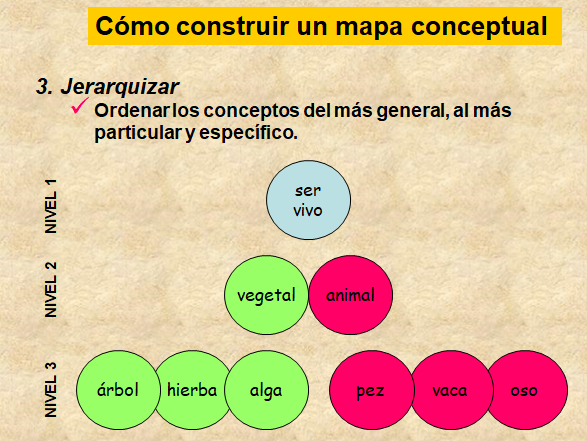 Cómo construir un mapa conceptual
3. Jerarquizar
Ordenar los conceptos del más general, al más
particular y específico.
NIVEL 1
ser
vivo
NIVEL 2
vegetal
animal
NIVEL 3
árbol
hierba
alga
pez
vaca
oso